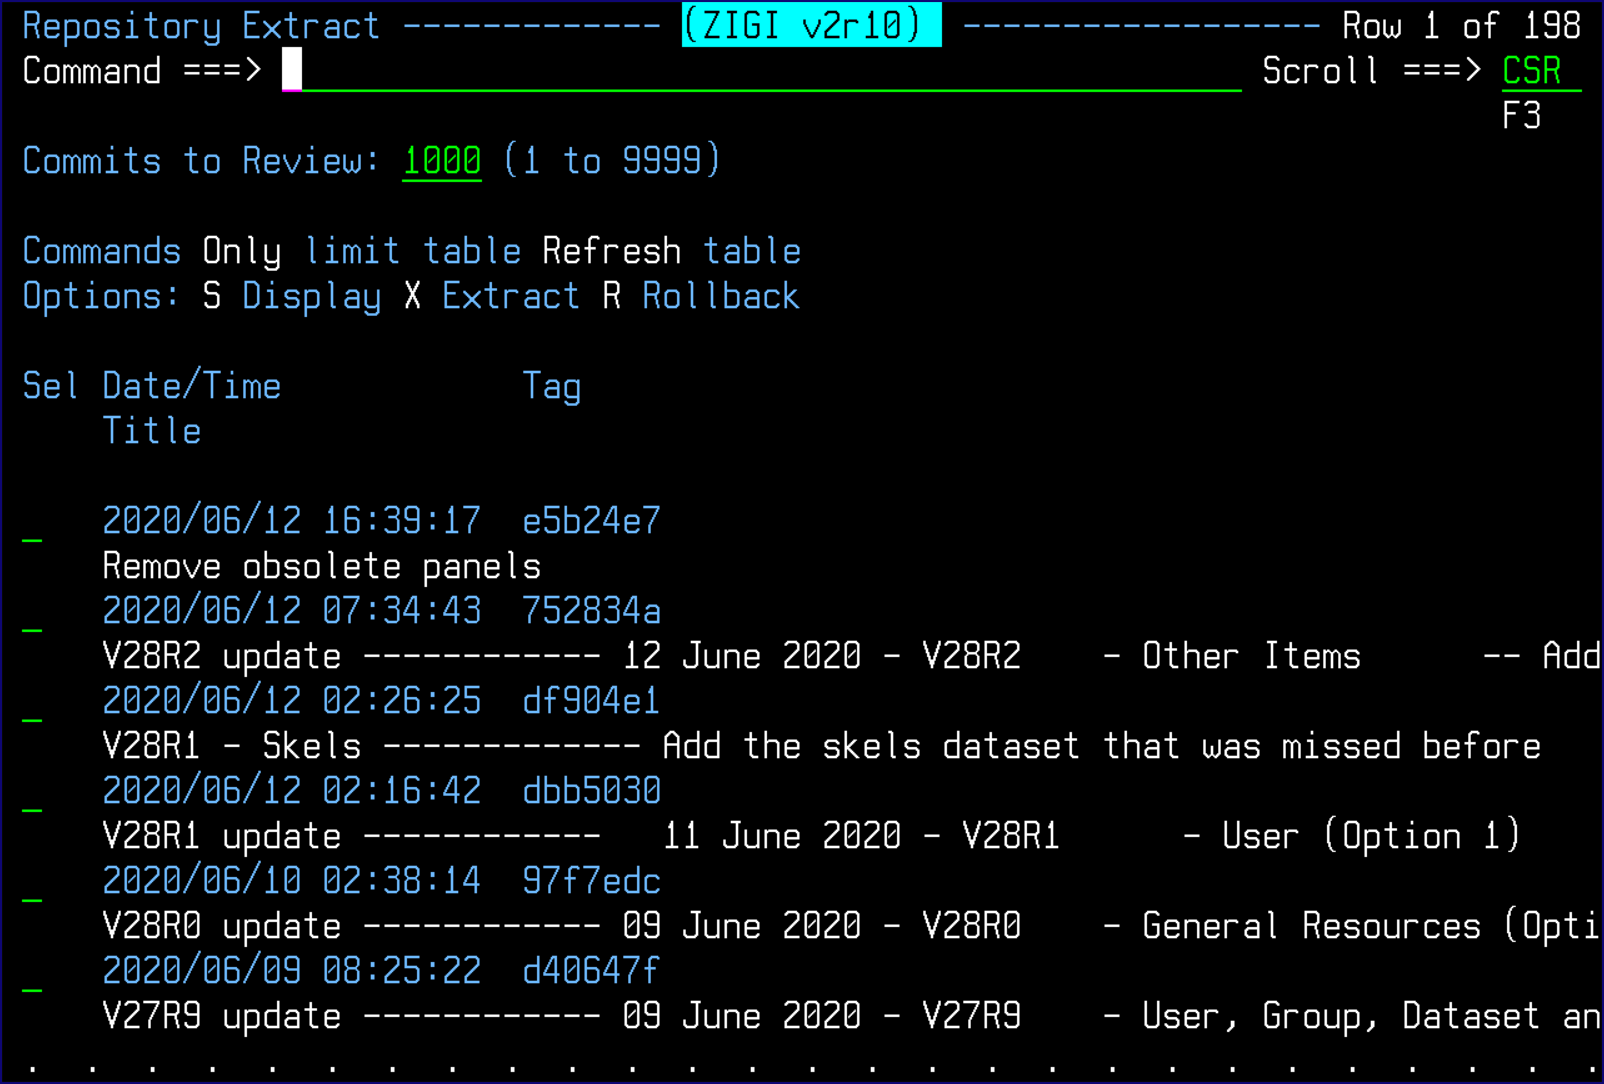 Repository Extract ------------- (ZIGI v2r10) ------------------ Row 1 of 198
Command ===> Scroll ===> CSR
F3
Commits to Review: 1000 (1 to 9999)
Commands Only limit table Refresh table
Options: S Display X Extract R Rollback
Sel Date/Time Tag
Title
_ 2020/06/12 16:39:17 e5b24e7
Remove obsolete panels
_ 2020/06/12 07:34:43 752834a
V28R2 update ------------ 12 June 2020 - V28R2 - Other Items -- Add
_ 2020/06/12 02:26:25 df904e1
V28R1 - Skels ------------- Add the skels dataset that was missed before
_ 2020/06/12 02:16:42 dbb5030
V28R1 update ------------ 11 June 2020 - V28R1 - User (Option 1)
_ 2020/06/10 02:38:14 97f7edc
V28R0 update ------------ 09 June 2020 - V28R0 - General Resources (Opti
_ 2020/06/09 08:25:22 d40647f
V27R9 update ------------ 09 June 2020 - V27R9 - User, Group, Dataset an
. . . . . . . . . . . . . . . . . . . . . . . . . . .